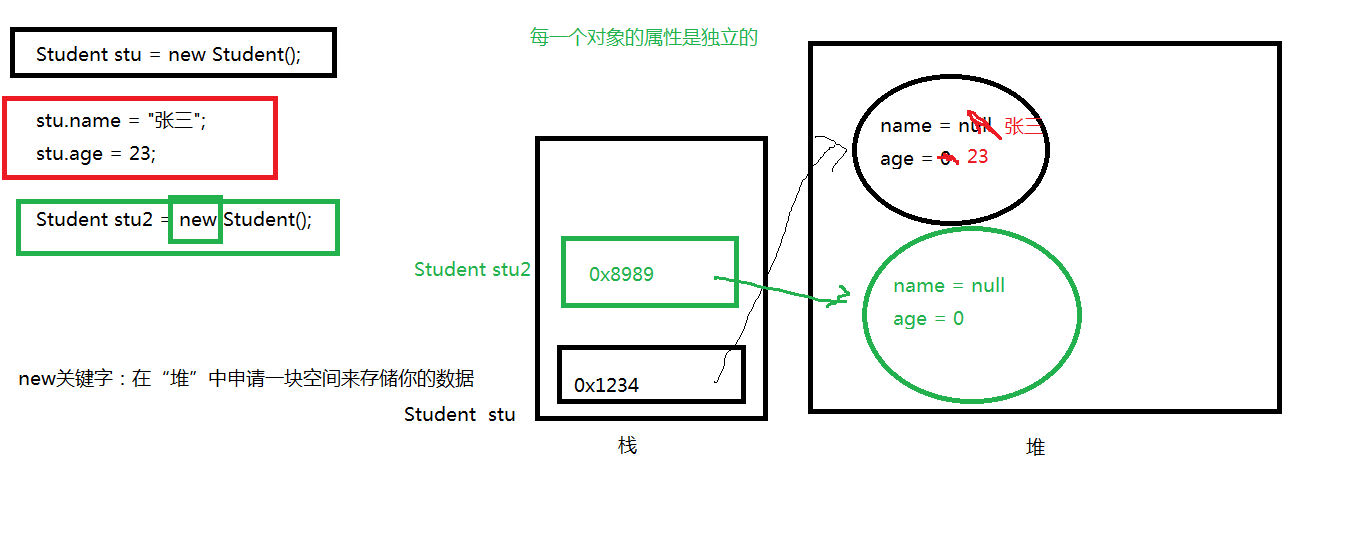 Student stu = new Student();
stu.name = "张三";
stu.age = 23;
Student stu2 = new Student();
new关键字：在“堆”中申请一块空间来存储你的数据
每一个对象的属性是独立的
Student stu2
0x8989
0x1234
Student stu
栈
name = null 张三
age = 0 23
name = null
age = 0
堆